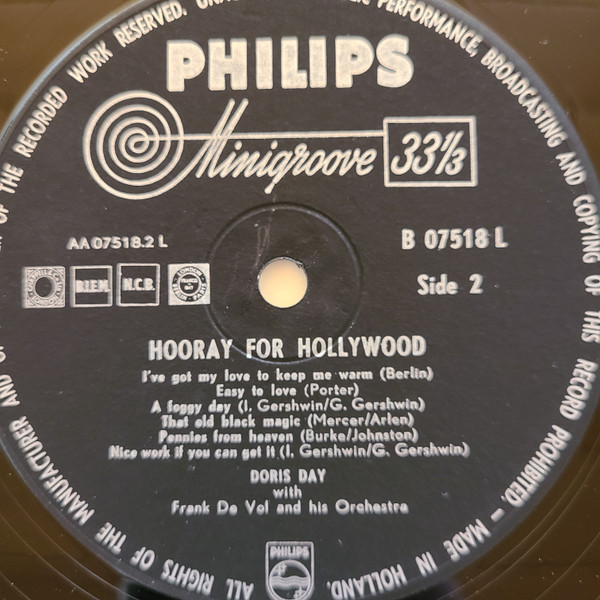 PHILIPS
Minigroove 33⅓
AA 07518.2 L
B 07518 L
B.I.E.M. N.C.B.
Side 2
HOORAY FOR HOLLYWOOD
I've got my love to keep me warm (Berlin)
Easy to love (Porter)
A foggy day (I. Gershwin/G. Gershwin)
That old black magic (Mercer/Arlen)
Pennies from heaven (Burke/Johnston)
Nice work if you can get it (I. Gershwin/G. Gershwin)
DORIS DAY
with
Frank De Vol and his Orchestra
PHILIPS
ALL RIGHTS OF THE MANUFACTURER AND OF THE RECORDED WORK RESERVED. PERFORMANCE, BROADCASTING AND COPYING OF THIS RECORD PROHIBITED. – MADE IN HOLLAND.